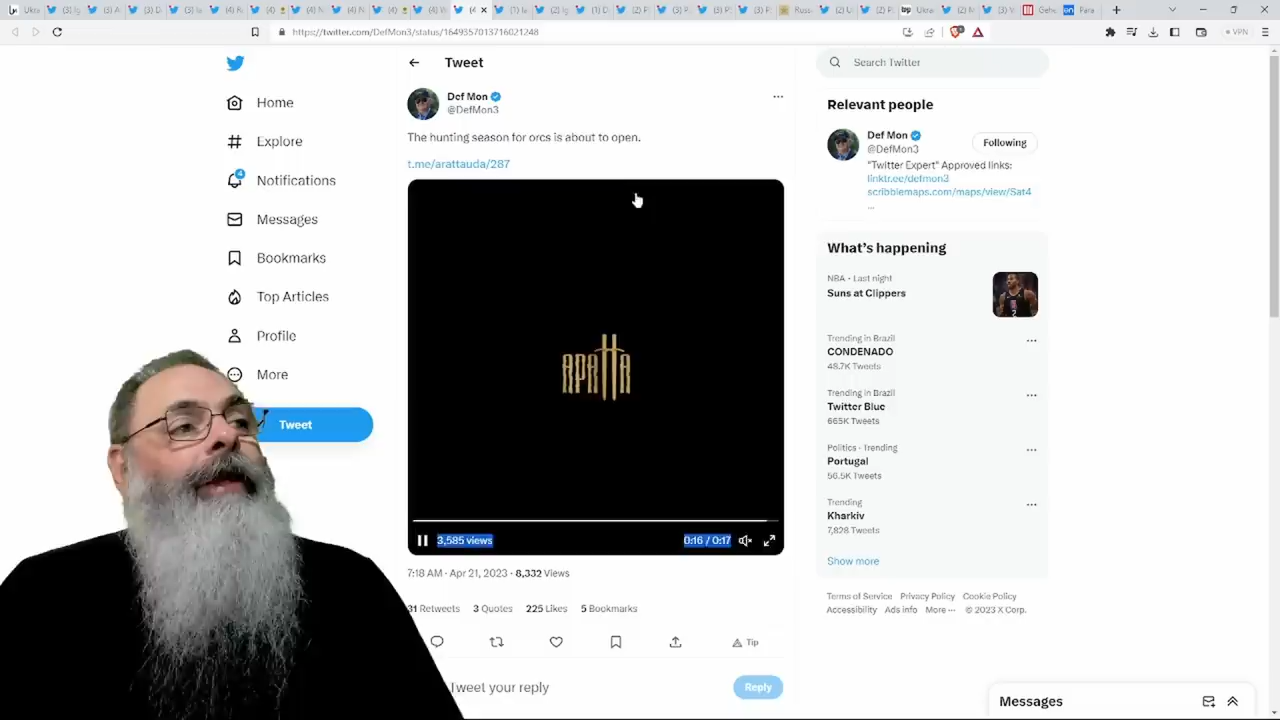 https://twitter.com/DefMon3/status/1649357013716021248
VPN
Home
Explore
4
Notifications
Messages
Bookmarks
Top Articles
Profile
More
Tweet
Tweet
Def Mon
@DefMon3
The hunting season for orcs is about to open.
t.me/arattauda/287
АРАТТА
3,585 views
0:16 / 0:17
7:18 AM · Apr 21, 2023 · 8,332 Views
31 Retweets 3 Quotes 225 Likes 5 Bookmarks
Tip
Tweet your reply
Reply
Search Twitter
Relevant people
Def Mon
@DefMon3
Following
"Twitter Expert" Approved links:
linktr.ee/defmon3
scribblemaps.com/maps/view/Sat4
...
What's happening
NBA · Last night
Suns at Clippers
Trending in Brazil
CONDENADO
48.7K Tweets
Trending in Brazil
Twitter Blue
665K Tweets
Politics · Trending
Portugal
56.5K Tweets
Trending
Kharkiv
7,828 Tweets
Show more
Terms of Service Privacy Policy Cookie Policy
Accessibility Ads info More ··· © 2023 X Corp.
Messages